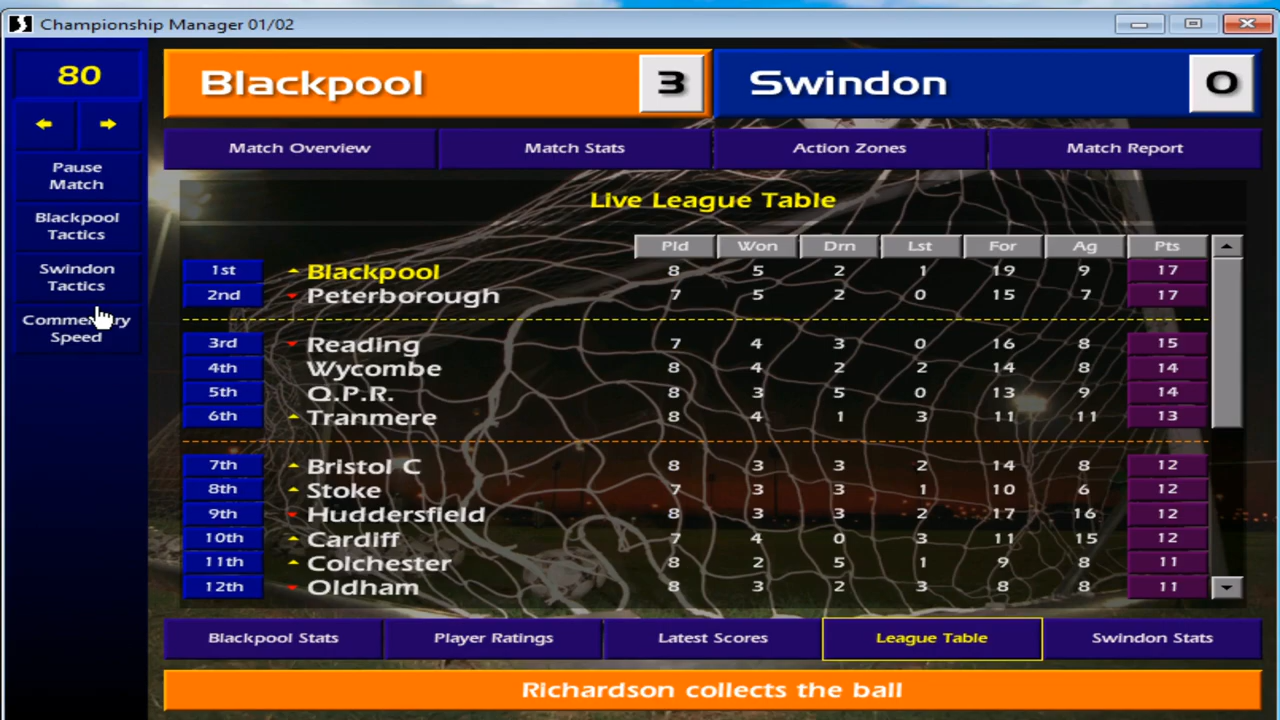 Championship Manager 01/02
80
Blackpool 3 Swindon 0
Match Overview Match Stats Action Zones Match Report
Pause
Match
Blackpool
Tactics
Swindon
Tactics
Commentary
Speed
Live League Table
Pld Won Drn Lst For Ag Pts
1st Blackpool 8 5 2 1 19 9 17
2nd Peterborough 7 5 2 0 15 7 17
3rd Reading 7 4 3 0 16 8 15
4th Wycombe 8 4 2 2 14 8 14
5th Q.P.R. 8 3 5 0 13 9 14
6th Tranmere 8 4 1 3 11 11 13
7th Bristol C 8 3 3 2 14 8 12
8th Stoke 7 3 3 1 10 6 12
9th Huddersfield 8 3 3 2 17 16 12
10th Cardiff 7 4 0 3 11 15 12
11th Colchester 8 2 5 1 9 8 11
12th Oldham 8 3 2 3 8 8 11
Blackpool Stats Player Ratings Latest Scores League Table Swindon Stats
Richardson collects the ball